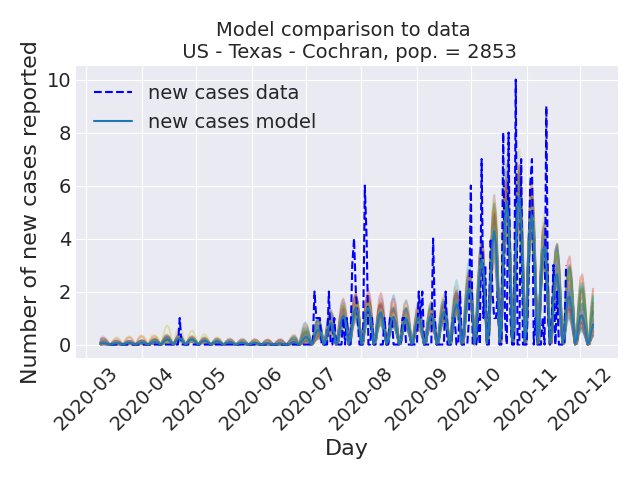 Model comparison to data
US - Texas - Cochran, pop. = 2853
Number of new cases reported
10
8
6
4
2
0
new cases data
new cases model
2020-03
2020-04
2020-05
2020-06
2020-07
2020-08
2020-09
2020-10
2020-11
2020-12
Day